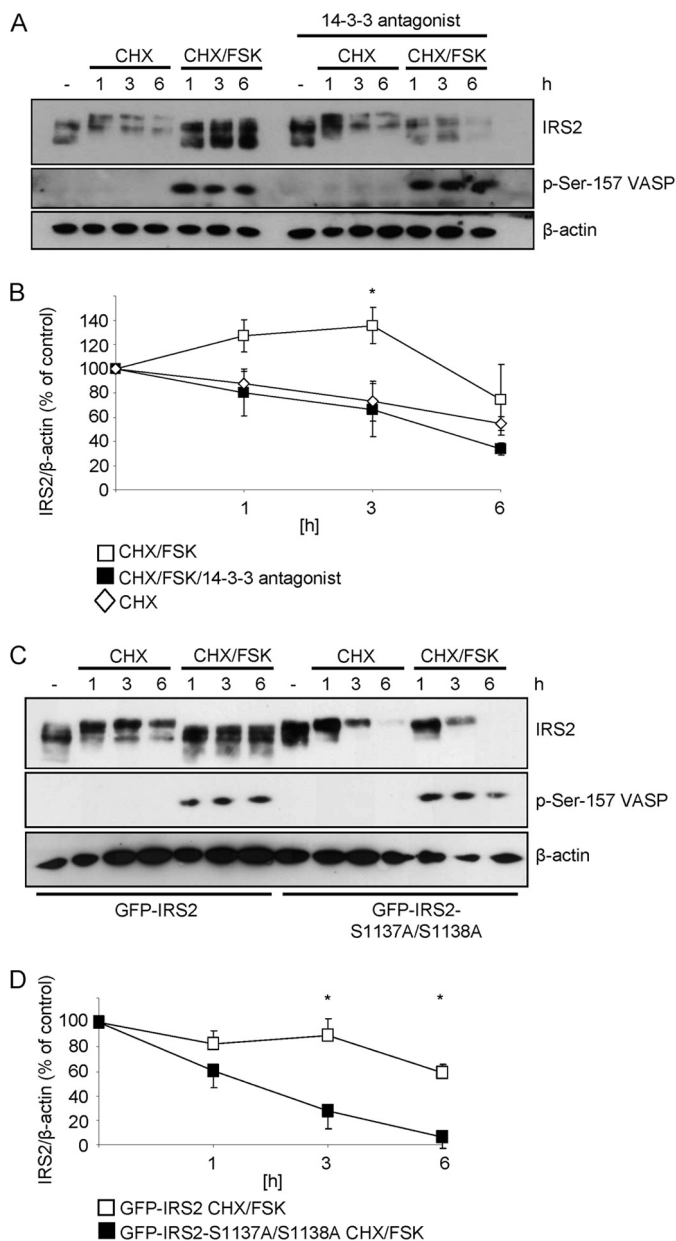 A
14-3-3 antagonist
CHX CHX/FSK CHX CHX/FSK
- 1 3 6 1 3 6 - 1 3 6 1 3 6 h
IRS2
p-Ser-157 VASP
β-actin
B
IRS2/β-actin (% of control)
140
120
100
80
60
40
20
0
*
1 3 6
[h]
CHX/FSK
CHX/FSK/14-3-3 antagonist
CHX
C
CHX CHX/FSK CHX CHX/FSK
- 1 3 6 1 3 6 - 1 3 6 1 3 6 h
IRS2
p-Ser-157 VASP
β-actin
GFP-IRS2 GFP-IRS2-
S1137A/S1138A
D
IRS2/β-actin (% of control)
* *
100
80
60
40
20
0
1 3 6
[h]
GFP-IRS2 CHX/FSK
GFP-IRS2-S1137A/S1138A CHX/FSK